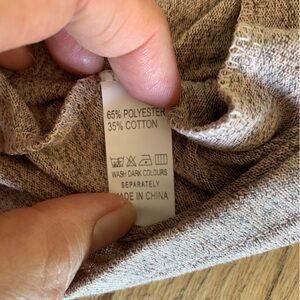 65% POLYESTER
35% COTTON
WASH DARK COLOURS
SEPARATELY
MADE IN CHINA